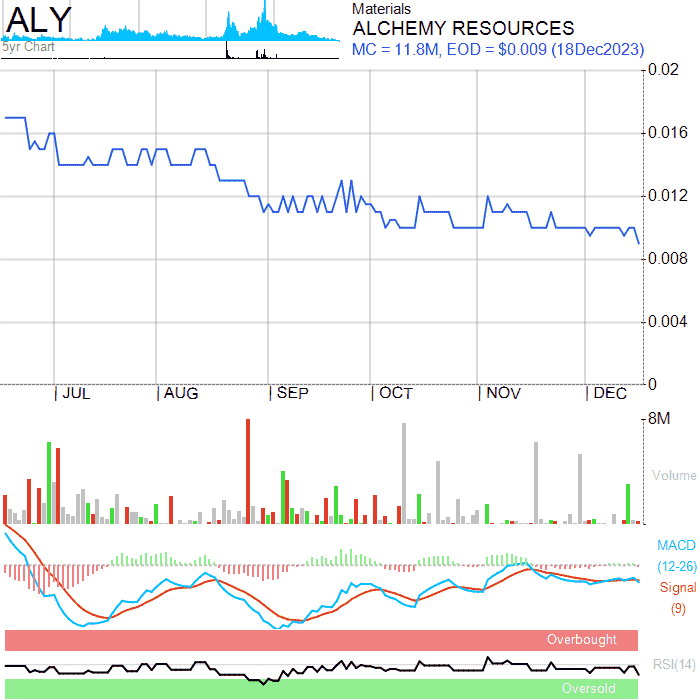 ALY
5yr Chart
Materials
ALCHEMY RESOURCES
MC = 11.8M, EOD = $0.009 (18Dec2023)
0.02
0.016
0.012
0.008
0.004
0
JUL AUG SEP OCT NOV DEC
8M
Volume
MACD
(12-26)
Signal
(9)
Overbought
RSI(14)
Oversold